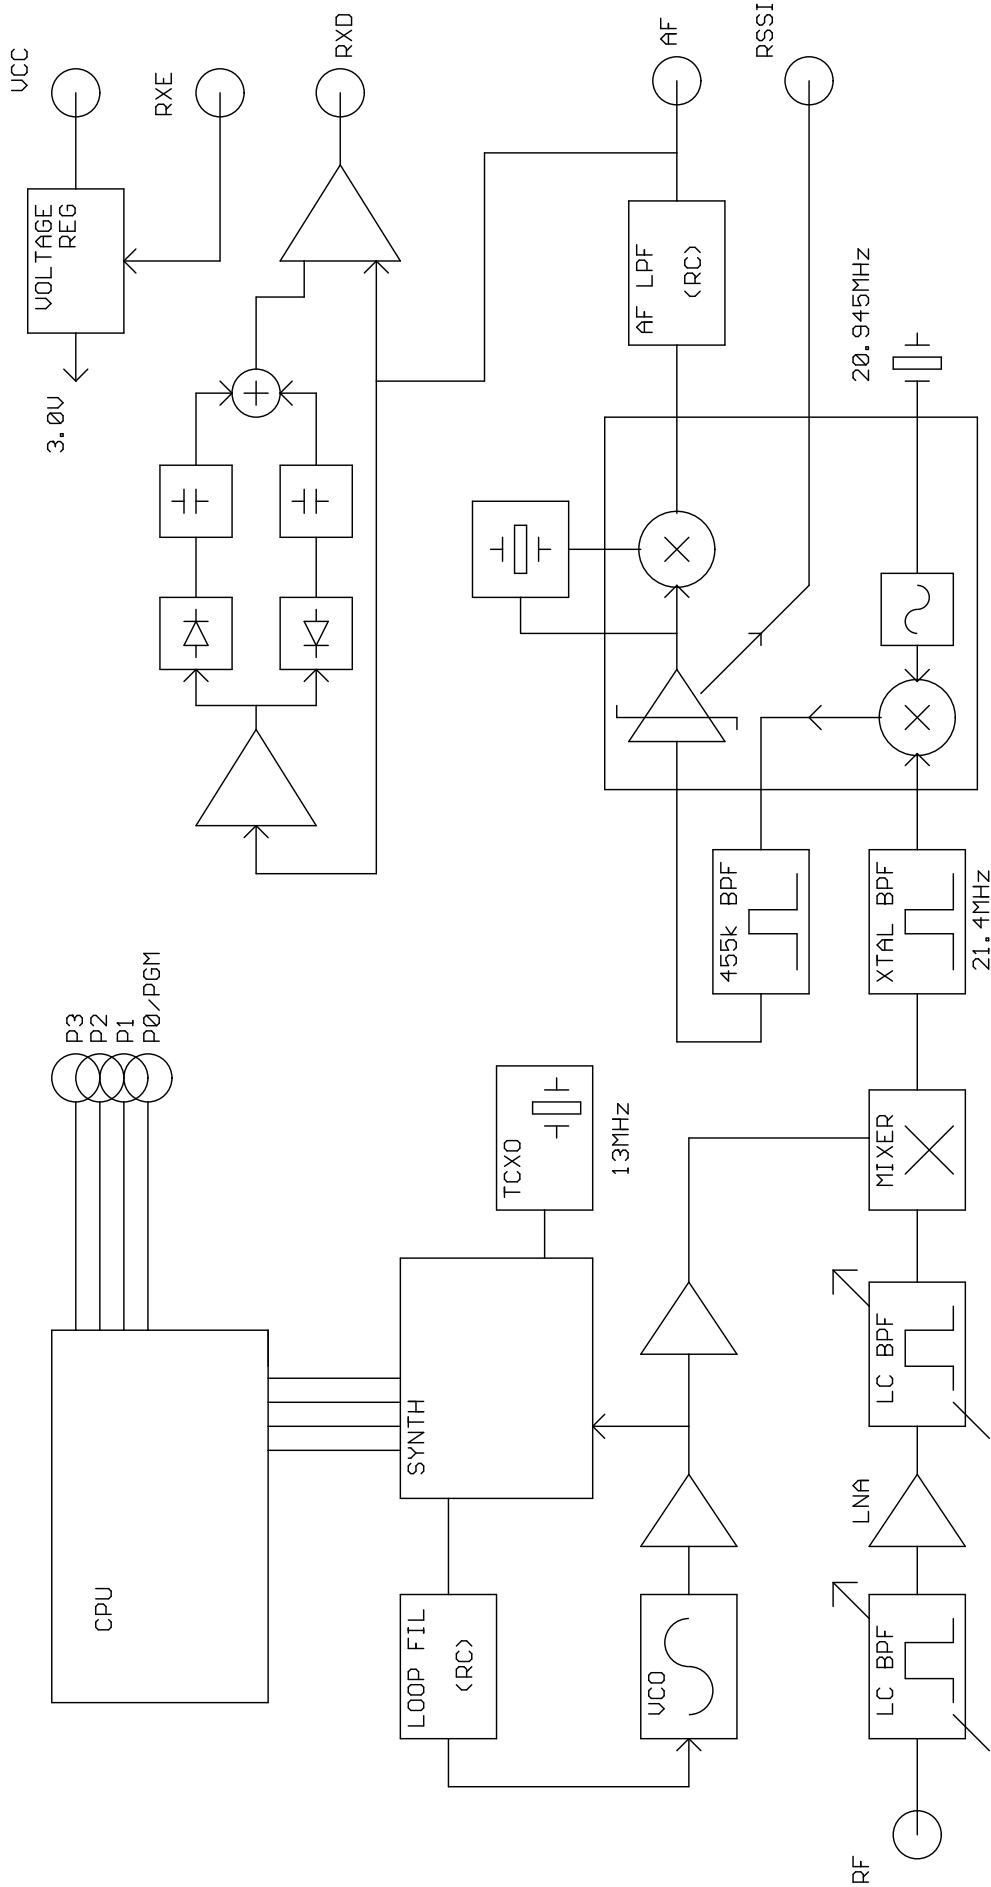 RF
LC BPF
LNA
LC BPF
MIXER
XTAL BPF
21.4MHz
455k BPF
20.945MHz
RSSI
AF LPF
(RC)
AF
VCO
LOOP FIL
(RC)
SYNTH
TCXO
13MHz
CPU
P3
P2
P1
P0/PGM
3.0V
VOLTAGE
REG
VCC
RXE
RXD